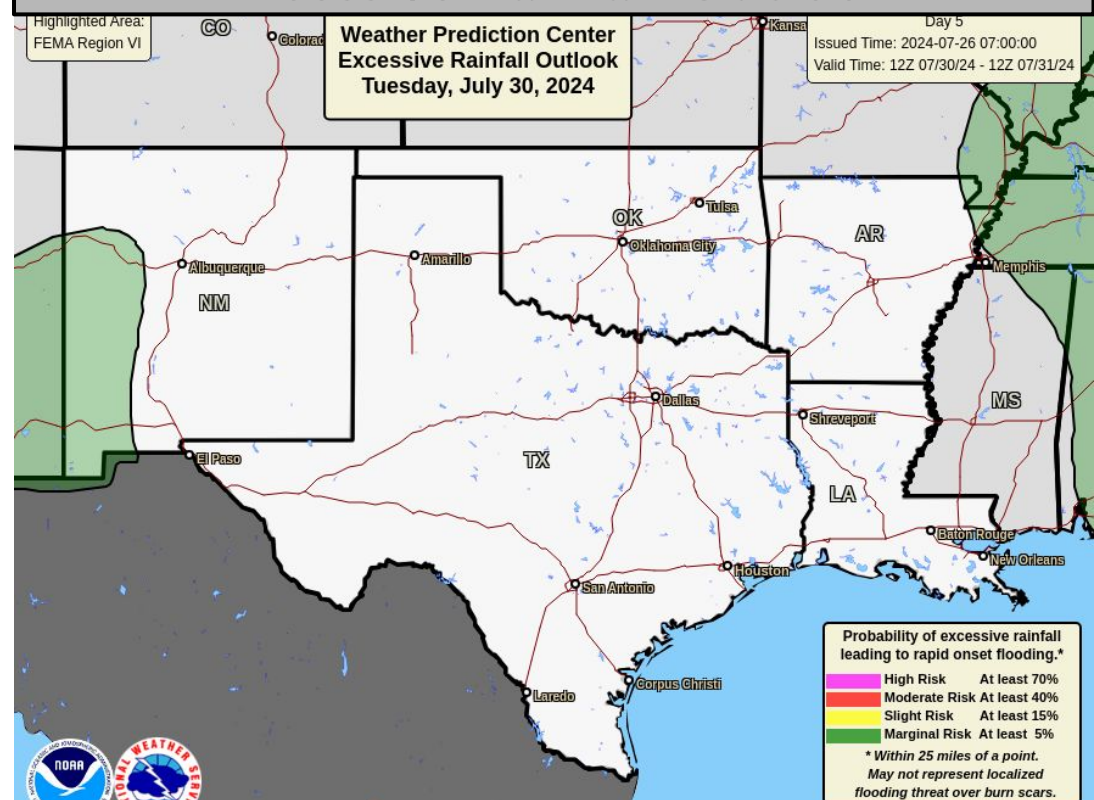 Highlighted Area:
FEMA Region VI
Weather Prediction Center
Excessive Rainfall Outlook
Tuesday, July 30, 2024
Day 5
Issued Time: 2024-07-26 07:00:00
Valid Time: 12Z 07/30/24 - 12Z 07/31/24
CO
Colorad
Kansa
Tulsa
OK
Oklahoma City
AR
Albuquerque
Amarillo
Memphis
NM
Dallas
Shreveport
MS
El Paso
TX
LA
Baton Rouge
New Orleans
Houston
San Antonio
Corpus Christi
Laredo
Probability of excessive rainfall
leading to rapid onset flooding.*
High Risk At least 70%
Moderate Risk At least 40%
Slight Risk At least 15%
Marginal Risk At least 5%
* Within 25 miles of a point.
May not represent localized
flooding threat over burn scars.
NOAA
WEATHER